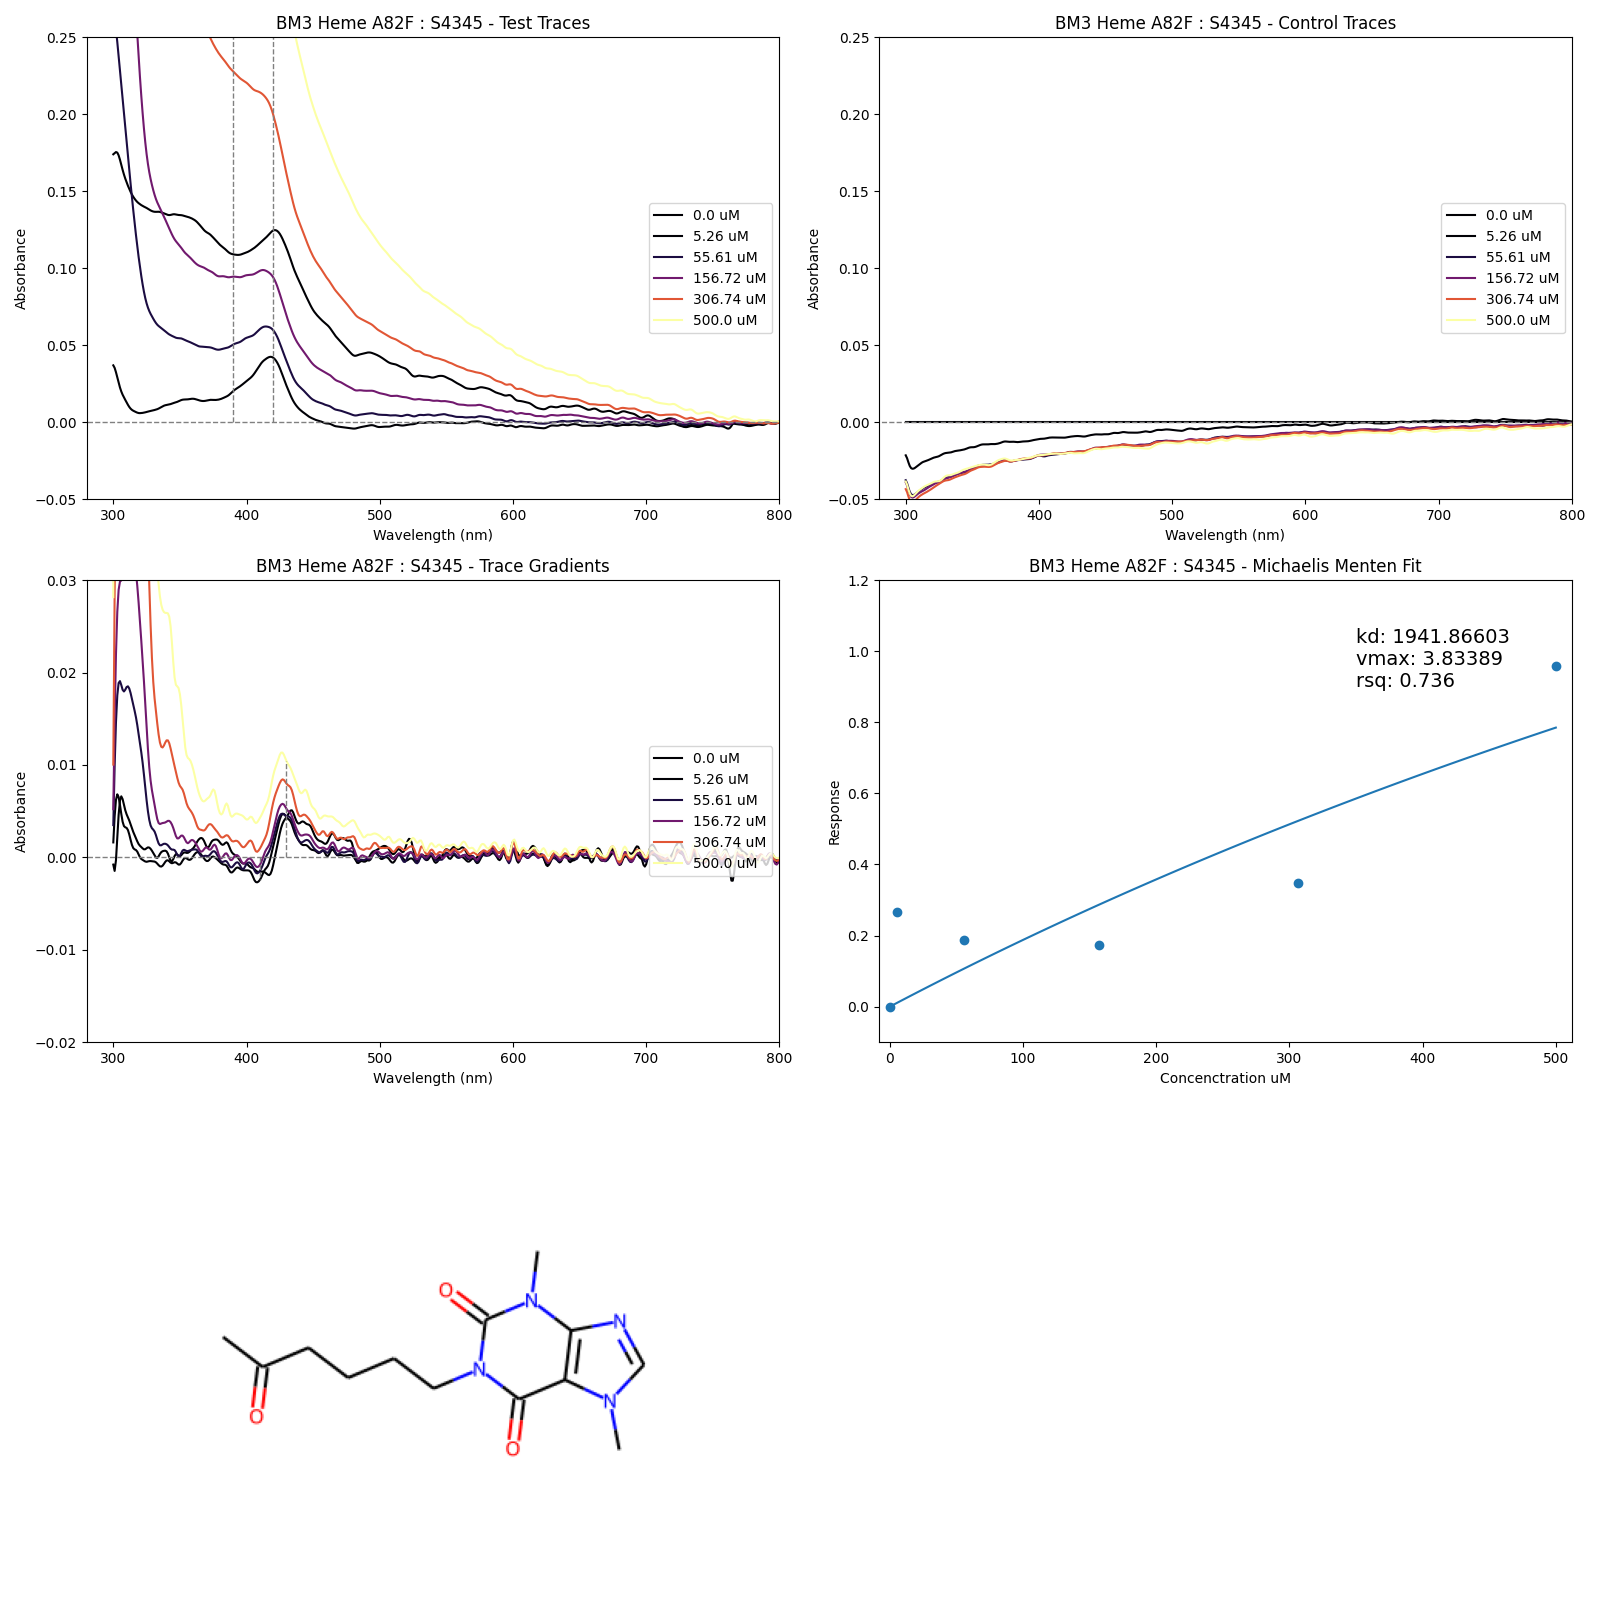 BM3 Heme A82F : S4345 - Test Traces
0.25
0.20
0.15
0.10
0.05
0.00
−0.05
Absorbance
300 400 500 600 700 800
Wavelength (nm)
0.0 uM
5.26 uM
55.61 uM
156.72 uM
306.74 uM
500.0 uM
BM3 Heme A82F : S4345 - Control Traces
0.25
0.20
0.15
0.10
0.05
0.00
−0.05
Absorbance
300 400 500 600 700 800
Wavelength (nm)
0.0 uM
5.26 uM
55.61 uM
156.72 uM
306.74 uM
500.0 uM
BM3 Heme A82F : S4345 - Trace Gradients
0.03
0.02
0.01
0.00
−0.01
−0.02
Absorbance
300 400 500 600 700 800
Wavelength (nm)
0.0 uM
5.26 uM
55.61 uM
156.72 uM
306.74 uM
500.0 uM
BM3 Heme A82F : S4345 - Michaelis Menten Fit
1.2
1.0
0.8
0.6
0.4
0.2
0.0
Response
kd: 1941.86603
vmax: 3.83389
rsq: 0.736
0 100 200 300 400 500
Concenctration uM
O
N
N
N
N
O
O